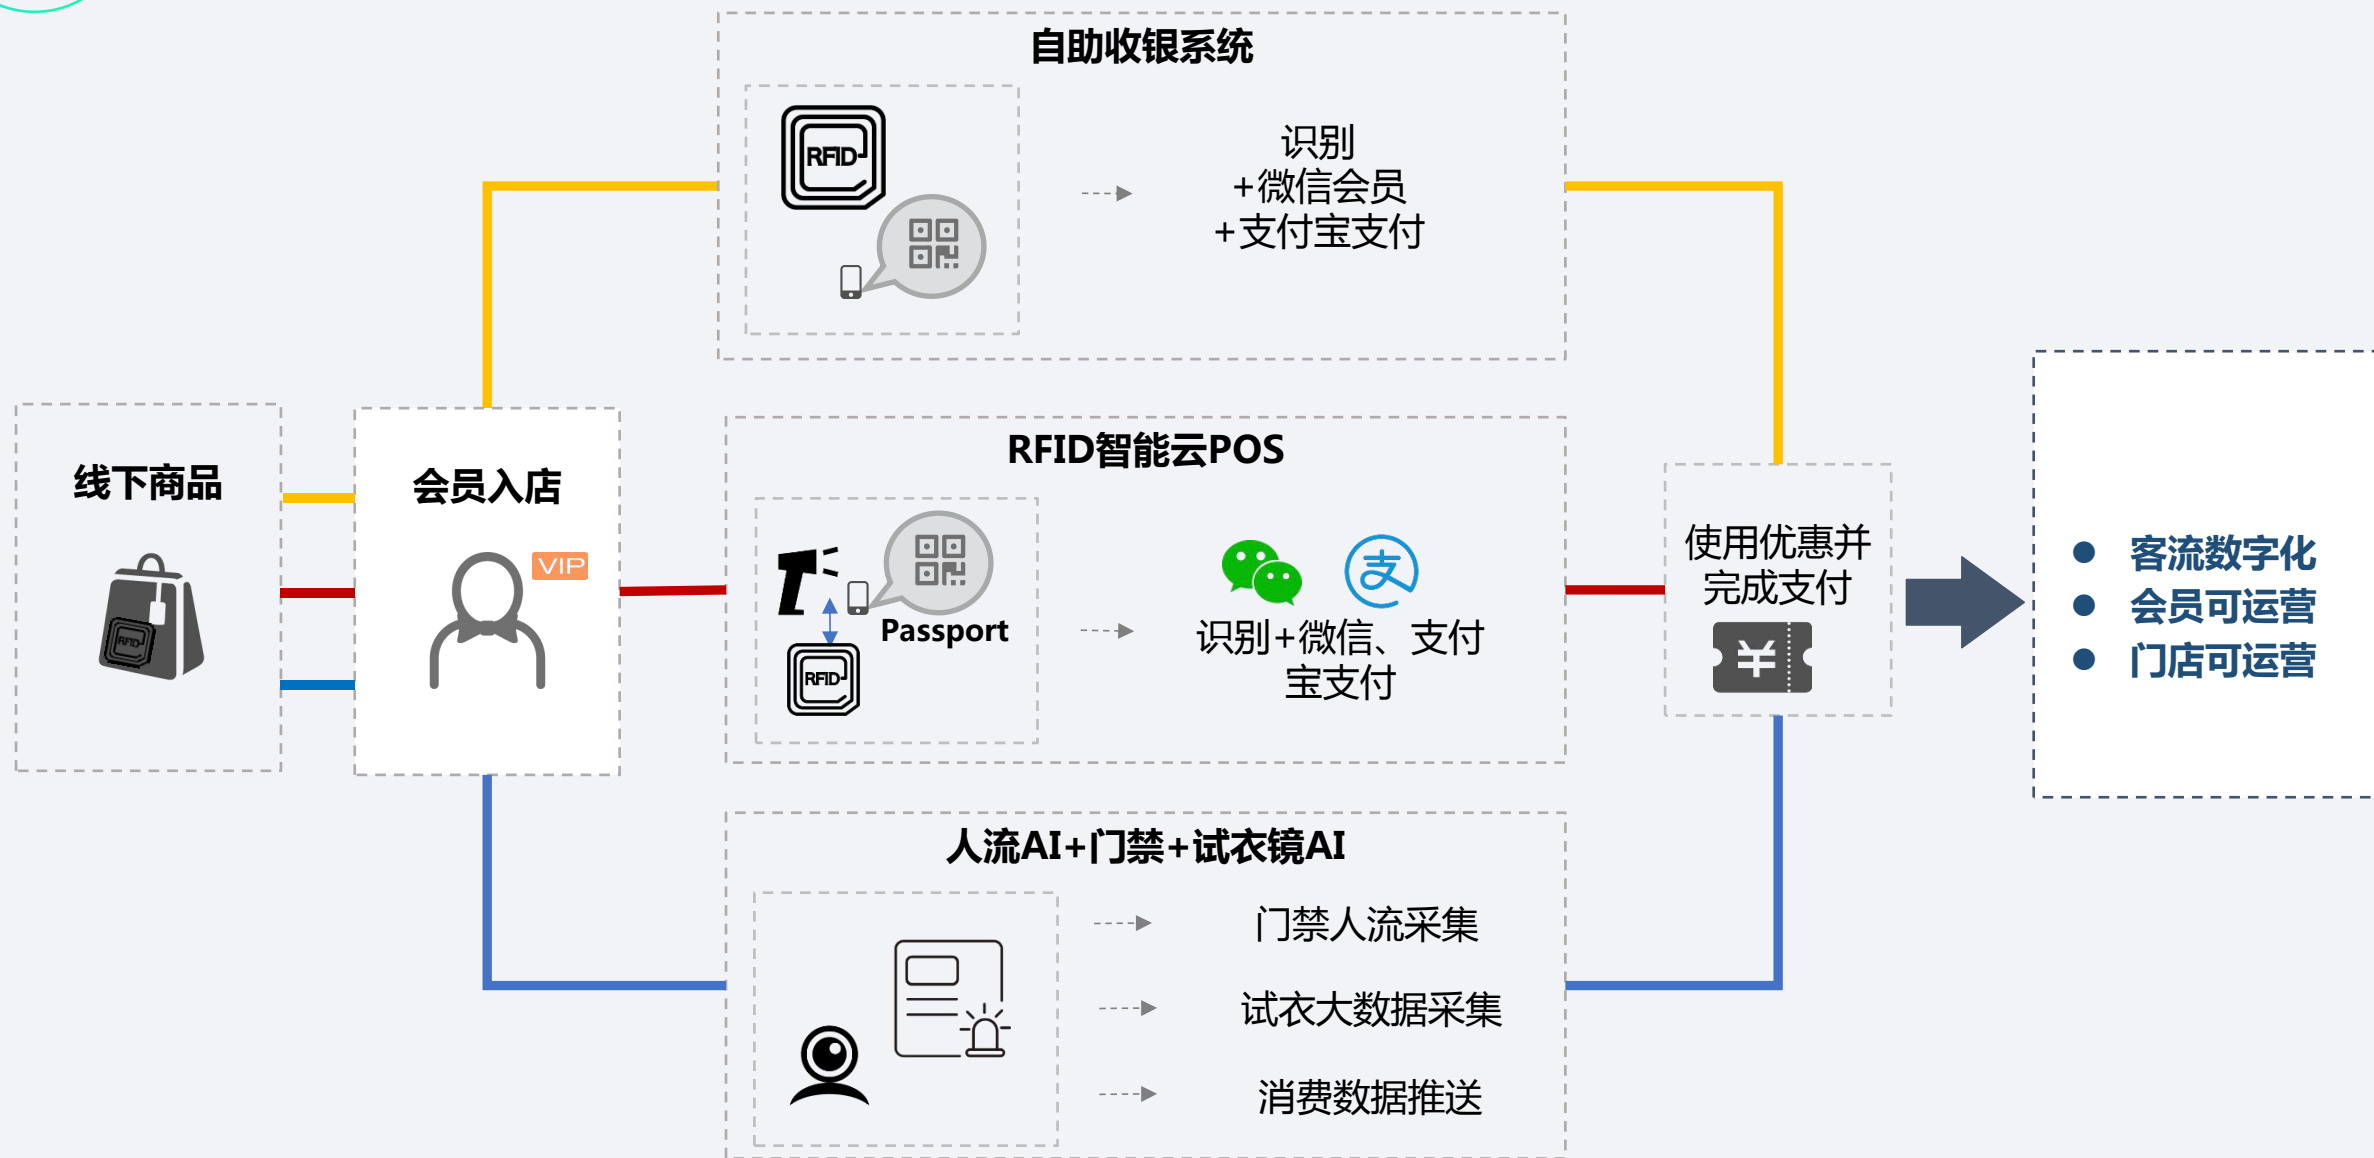 自助收银系统
RFID
识别
+微信会员
+支付宝支付
线下商品
RFID
会员入店
VIP
RFID智能云POS
Passport
RFID
支
识别+微信、支付
宝支付
使用优惠并
完成支付
¥
客流数字化
会员可运营
门店可运营
人流AI+门禁+试衣镜AI
门禁人流采集
试衣大数据采集
消费数据推送